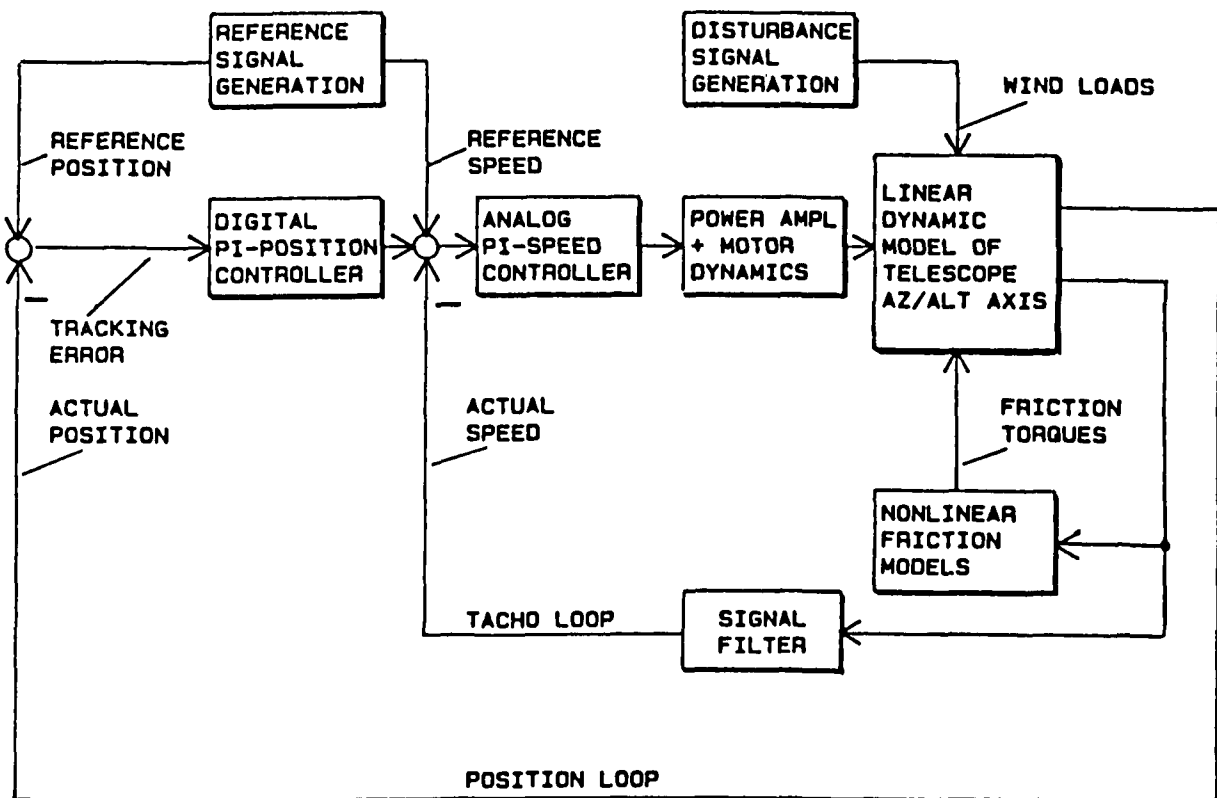 REFERENCE
SIGNAL
GENERATION
DISTURBANCE
SIGNAL
GENERATION
WIND LOADS
REFERENCE
POSITION
REFERENCE
SPEED
DIGITAL
PI-POSITION
CONTROLLER
ANALOG
PI-SPEED
CONTROLLER
POWER AMPL
+ MOTOR
DYNAMICS
LINEAR
DYNAMIC
MODEL OF
TELESCOPE
AZ/ALT AXIS
TRACKING
ERROR
ACTUAL
POSITION
ACTUAL
SPEED
FRICTION
TORQUES
NONLINEAR
FRICTION
MODELS
TACHO LOOP
SIGNAL
FILTER
POSITION LOOP